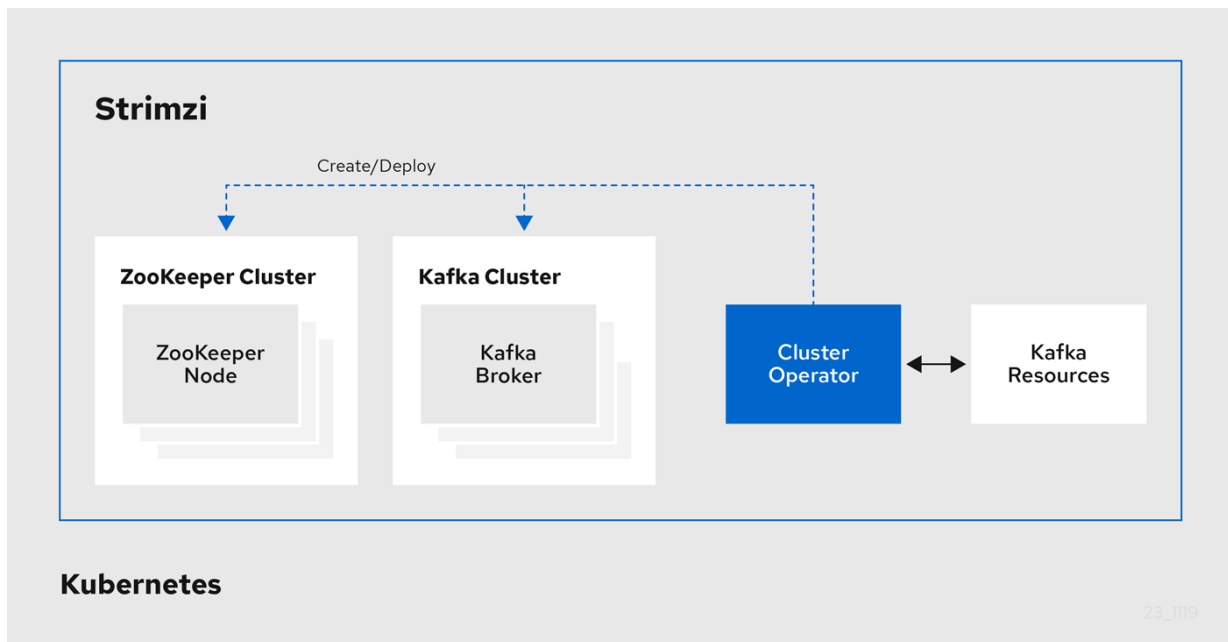 Strimzi
Create/Deploy
ZooKeeper Cluster
ZooKeeper
Node
Kafka Cluster
Kafka
Broker
Cluster
Operator
Kafka
Resources
Kubernetes
23_1119